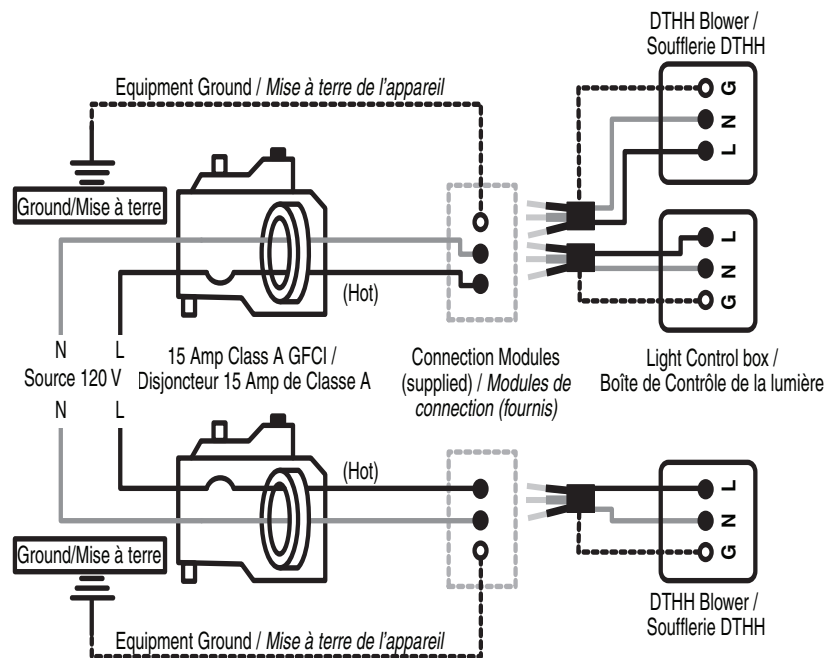 DTHH Blower /
Soufflerie DTHH
Equipment Ground / Mise à terre de l'appareil
G
N
L
Ground/Mise à terre
L
N
G
(Hot)
N L
Source 120 V
N L
15 Amp Class A GFCI /
Disjoncteur 15 Amp de Classe A
Connection Modules
(supplied) / Modules de
connection (fournis)
Light Control box /
Boîte de Contrôle de la lumière
(Hot)
L
N
G
Ground/Mise à terre
DTHH Blower /
Soufflerie DTHH
Equipment Ground / Mise à terre de l'appareil